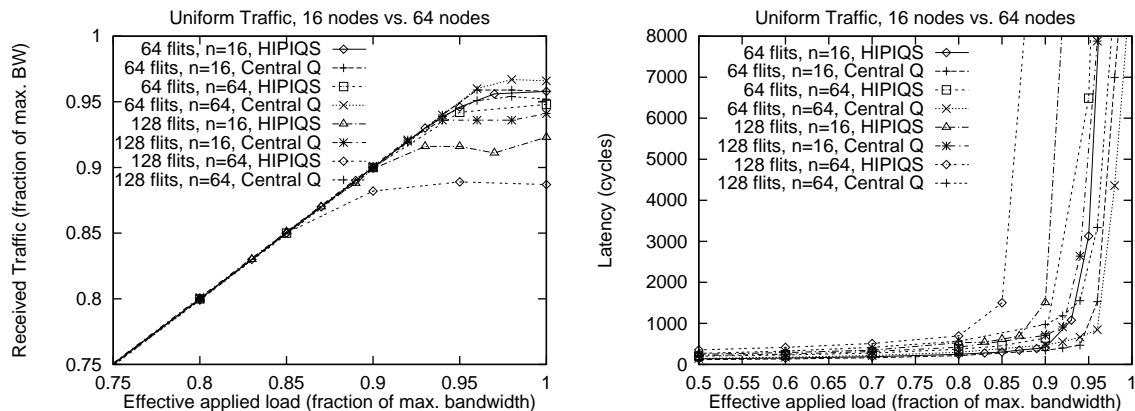 Uniform Traffic, 16 nodes vs. 64 nodes
Received Traffic (fraction of max. BW)
1
0.95
0.9
0.85
0.8
0.75
64 flits, n=16, HIPIQS
64 flits, n=16, Central Q
64 flits, n=64, HIPIQS
64 flits, n=64, Central Q
128 flits, n=16, HIPIQS
128 flits, n=16, Central Q
128 flits, n=64, HIPIQS
128 flits, n=64, Central Q
0.75 0.8 0.85 0.9 0.95 1
Effective applied load (fraction of max. bandwidth)
Uniform Traffic, 16 nodes vs. 64 nodes
Latency (cycles)
8000
7000
6000
5000
4000
3000
2000
1000
0
64 flits, n=16, HIPIQS
64 flits, n=16, Central Q
64 flits, n=64, HIPIQS
64 flits, n=64, Central Q
128 flits, n=16, HIPIQS
128 flits, n=16, Central Q
128 flits, n=64, HIPIQS
128 flits, n=64, Central Q
0.5 0.55 0.6 0.65 0.7 0.75 0.8 0.85 0.9 0.95 1
Effective applied load (fraction of max. bandwidth)